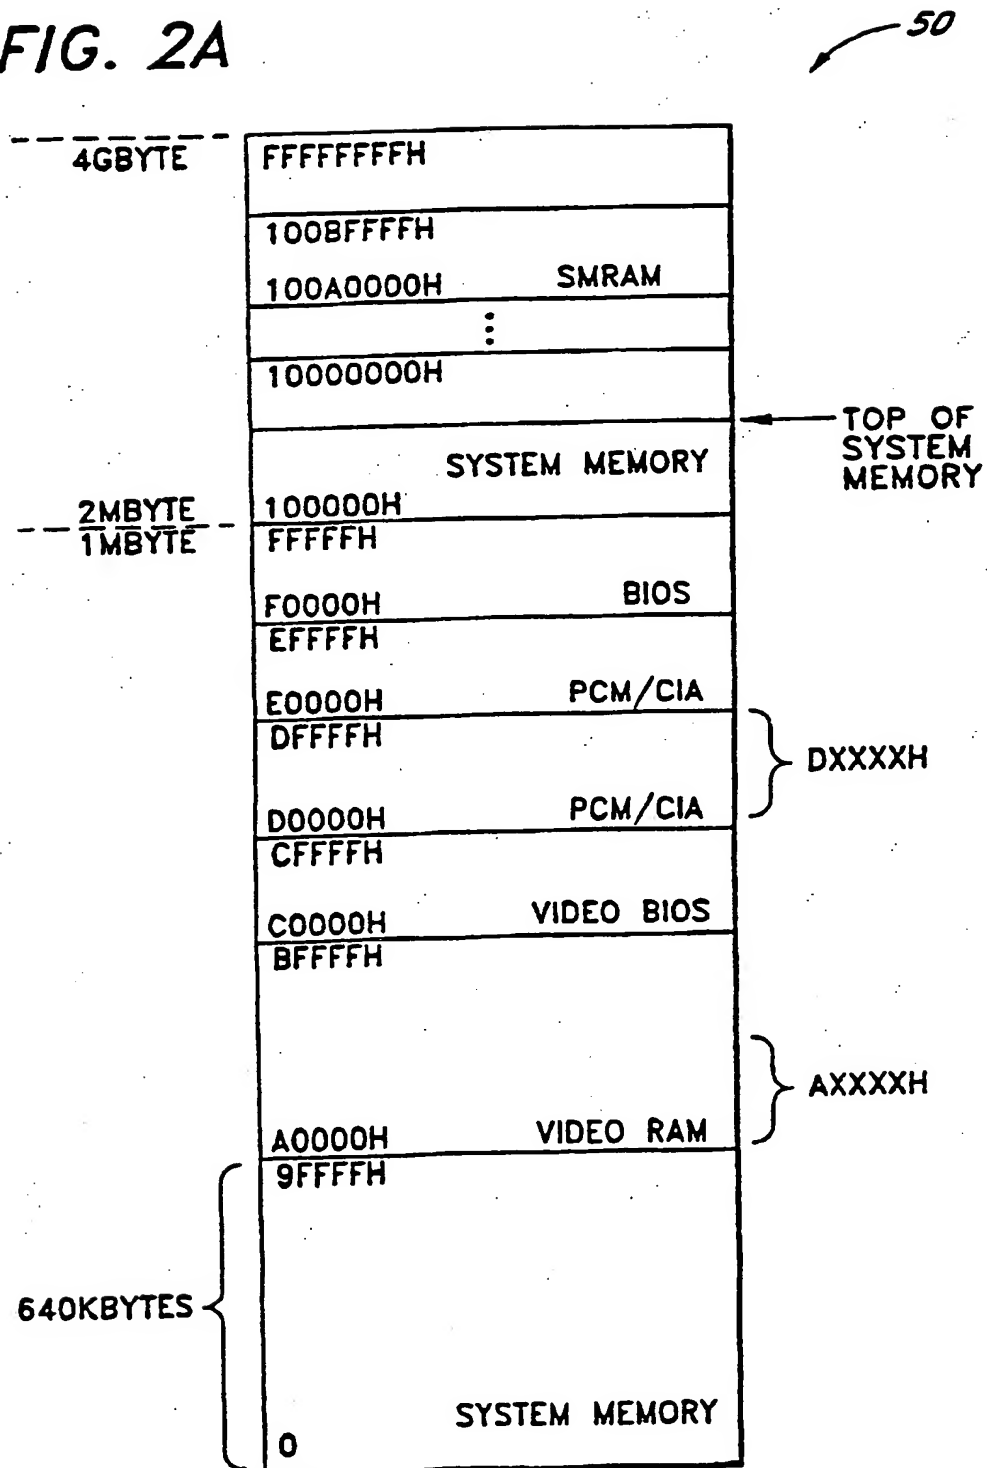 FIG. 2A
50
4GBYTE
FFFFFFFFH
100BFFFFH
100A0000H SMRAM
10000000H
TOP OF
SYSTEM
MEMORY
SYSTEM MEMORY
2MBYTE 100000H
1MBYTE FFFFFH
F0000H BIOS
EFFFFH
E0000H PCM/CIA
DFFFFH
DXXXXH
D0000H PCM/CIA
CFFFFH
C0000H VIDEO BIOS
BFFFFH
AXXXXH
A0000H VIDEO RAM
9FFFFH
640KBYTES
SYSTEM MEMORY
0